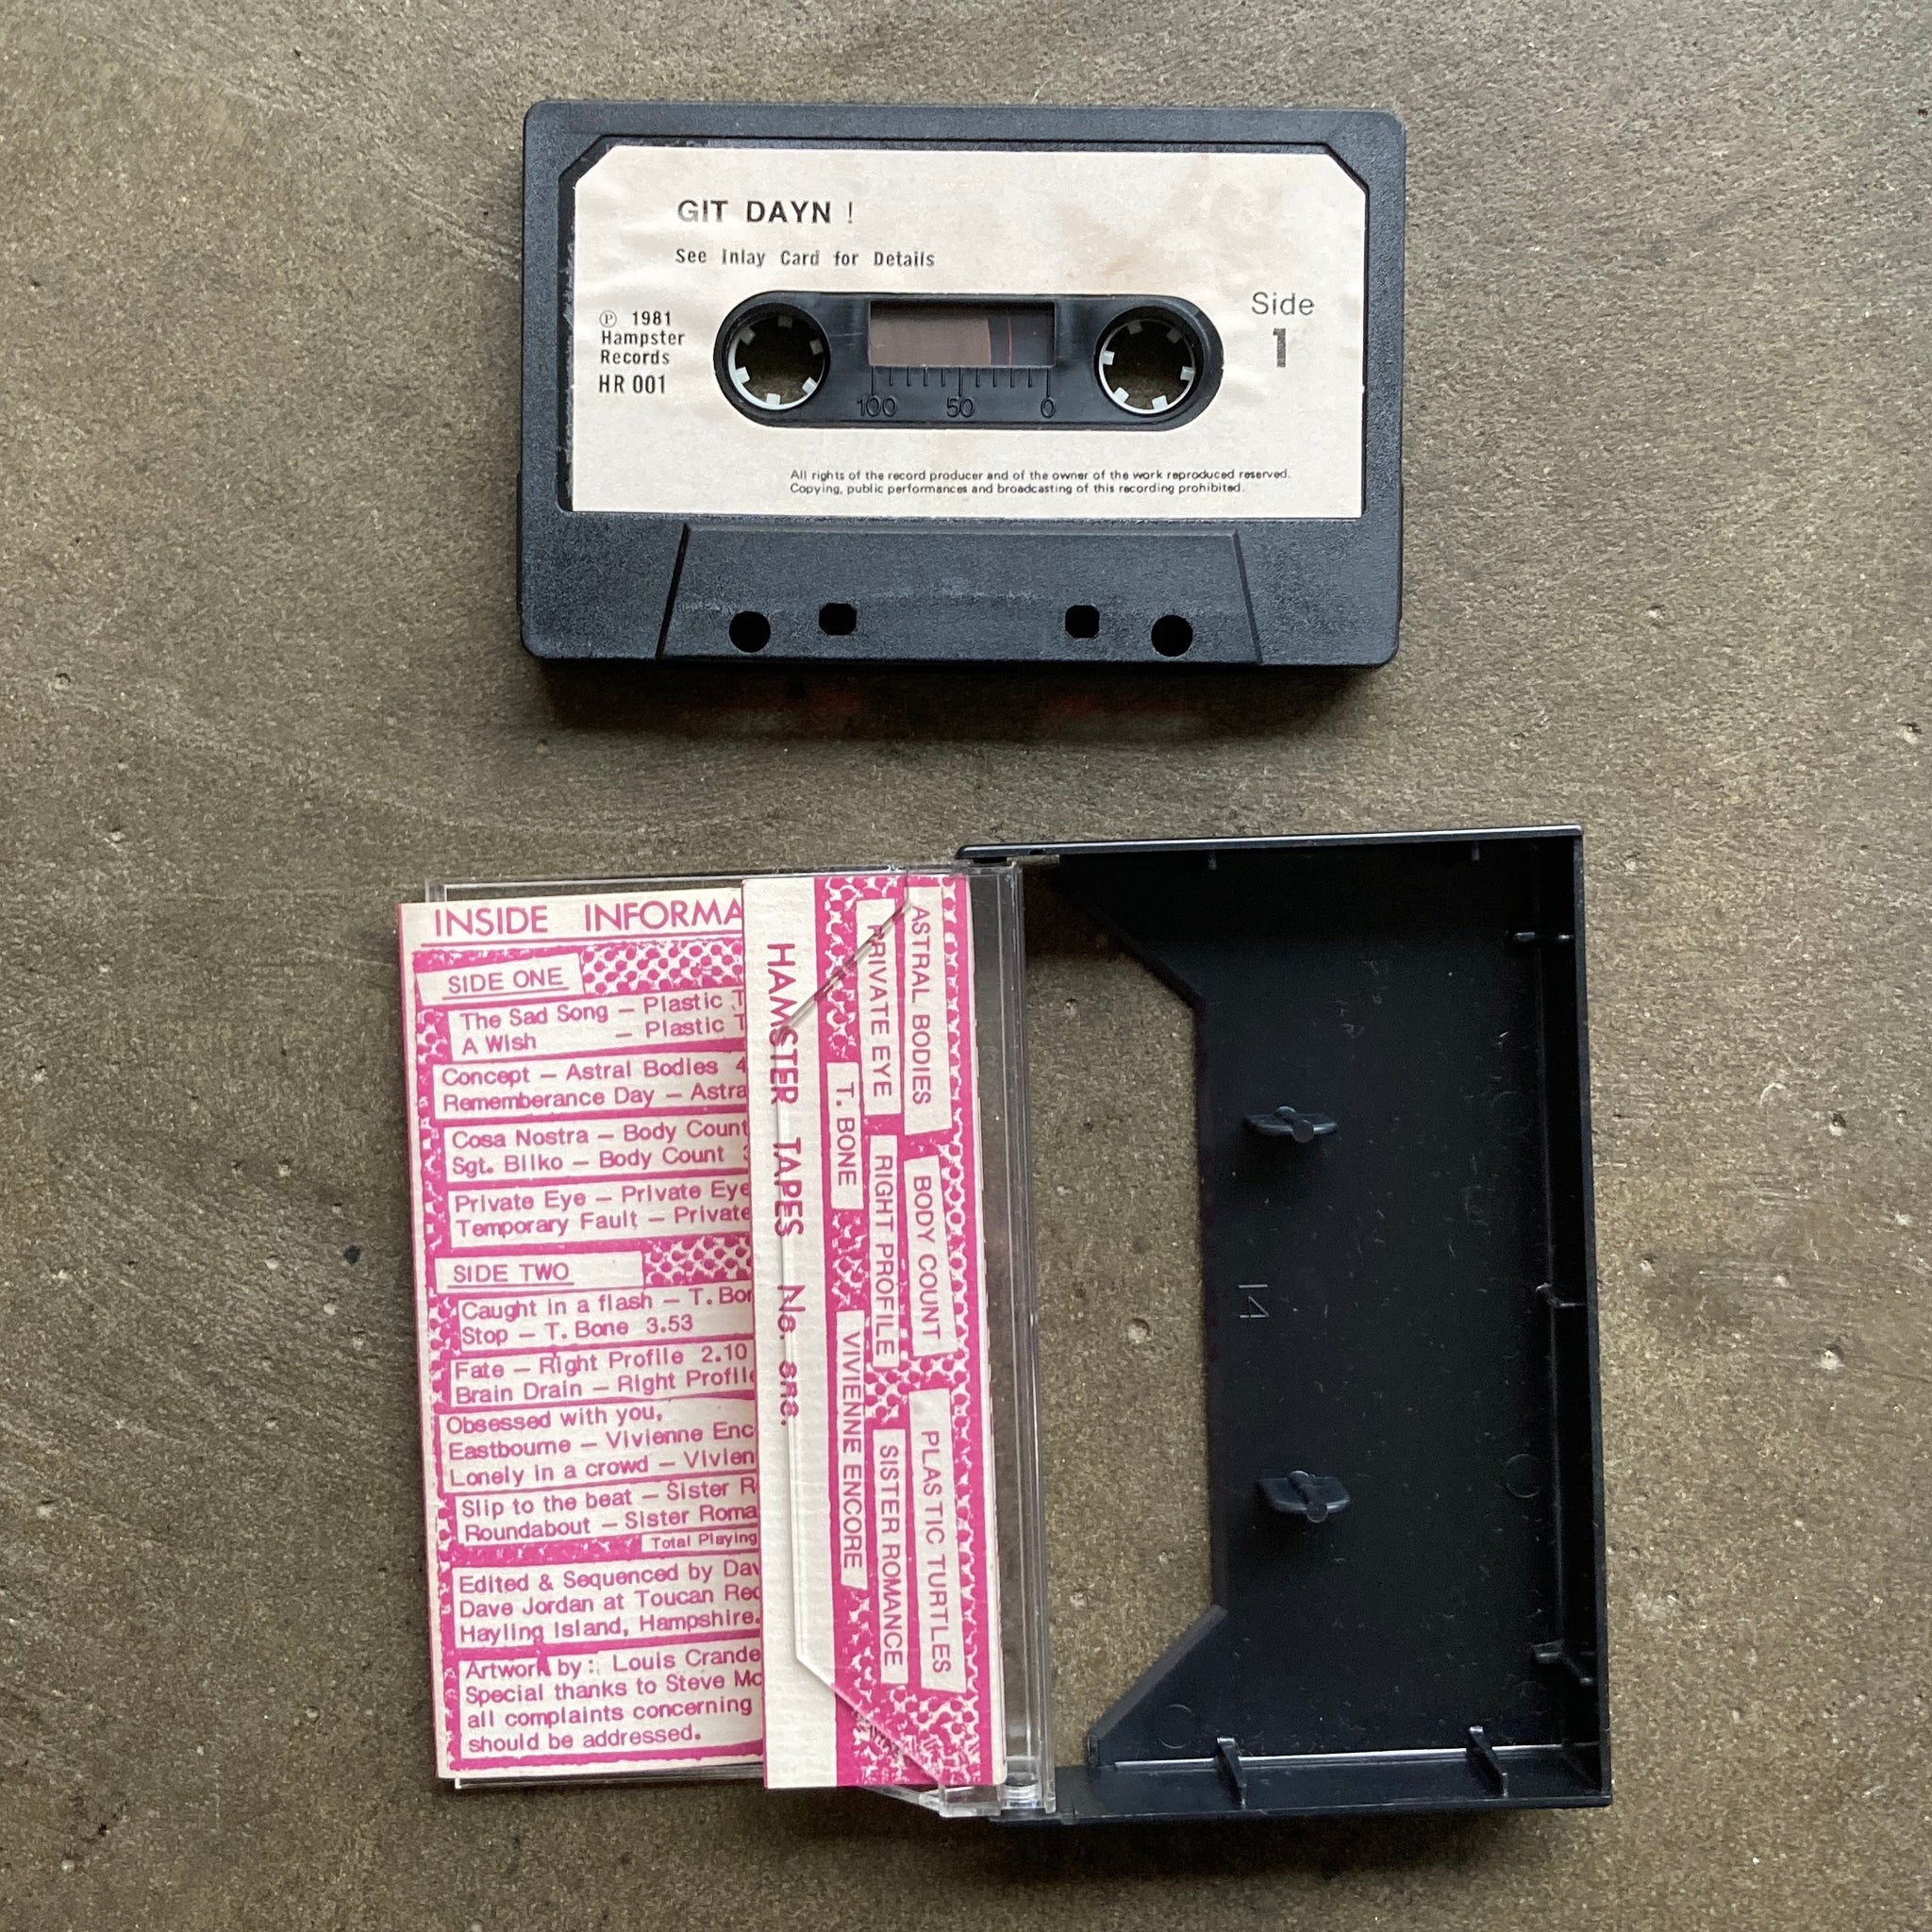 GIT DAYN !
See Inlay Card for Details
Ⓟ 1981
Hampster
Records
HR 001
Side
1
100 50 0
All rights of the record producer and of the owner of the work reproduced reserved.
Copying, public performances and broadcasting of this recording prohibited.
INSIDE INFORMA
SIDE ONE
The Sad Song – Plastic T
A Wish – Plastic T
Concept – Astral Bodies 4
Rememberance Day – Astra
Cosa Nostra – Body Count
Sgt. Bilko – Body Count 3
Private Eye – Private Eye
Temporary Fault – Private
SIDE TWO
Caught in a flash – T. Bon
Stop – T. Bone 3.53
Fate – Right Profile 2.10
Brain Drain – Right Profile
Obsessed with you,
Eastbourne – Vivienne Enc
Lonely in a crowd – Vivien
Slip to the beat – Sister R
Roundabout – Sister Roma
Total Playing
Edited & Sequenced by Dav
Dave Jordan at Toucan Rec
Hayling Island, Hampshire.
Artwork by: Louis Crande
Special thanks to Steve Mc
all complaints concerning
should be addressed.
HAMSTER TAPES No.
ASTRAL BODIES
PRIVATE EYE
T. BONE
BODY COUNT
RIGHT PROFILE
VIVIENNE ENCORE
PLASTIC TURTLES
SISTER ROMANCE
14